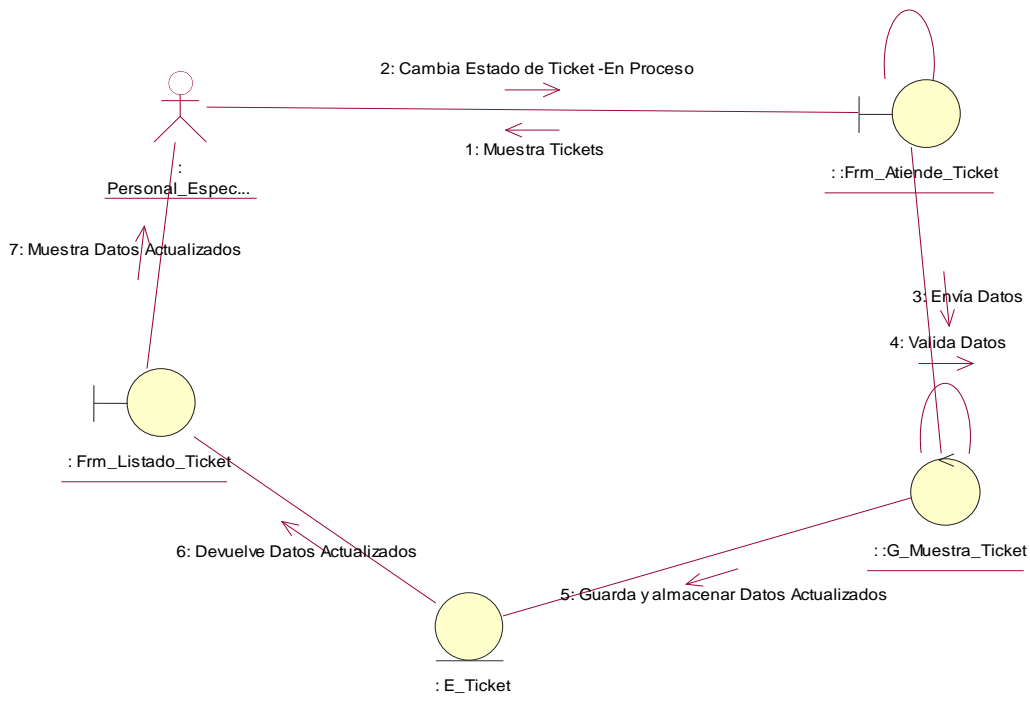 2: Cambia Estado de Ticket -En Proceso
1: Muestra Tickets
:
Personal_Espec...
: :Frm_Atiende_Ticket
7: Muestra Datos Actualizados
3: Envía Datos
4: Valida Datos
: Frm_Listado_Ticket
6: Devuelve Datos Actualizados
: :G_Muestra_Ticket
5: Guarda y almacenar Datos Actualizados
: E_Ticket